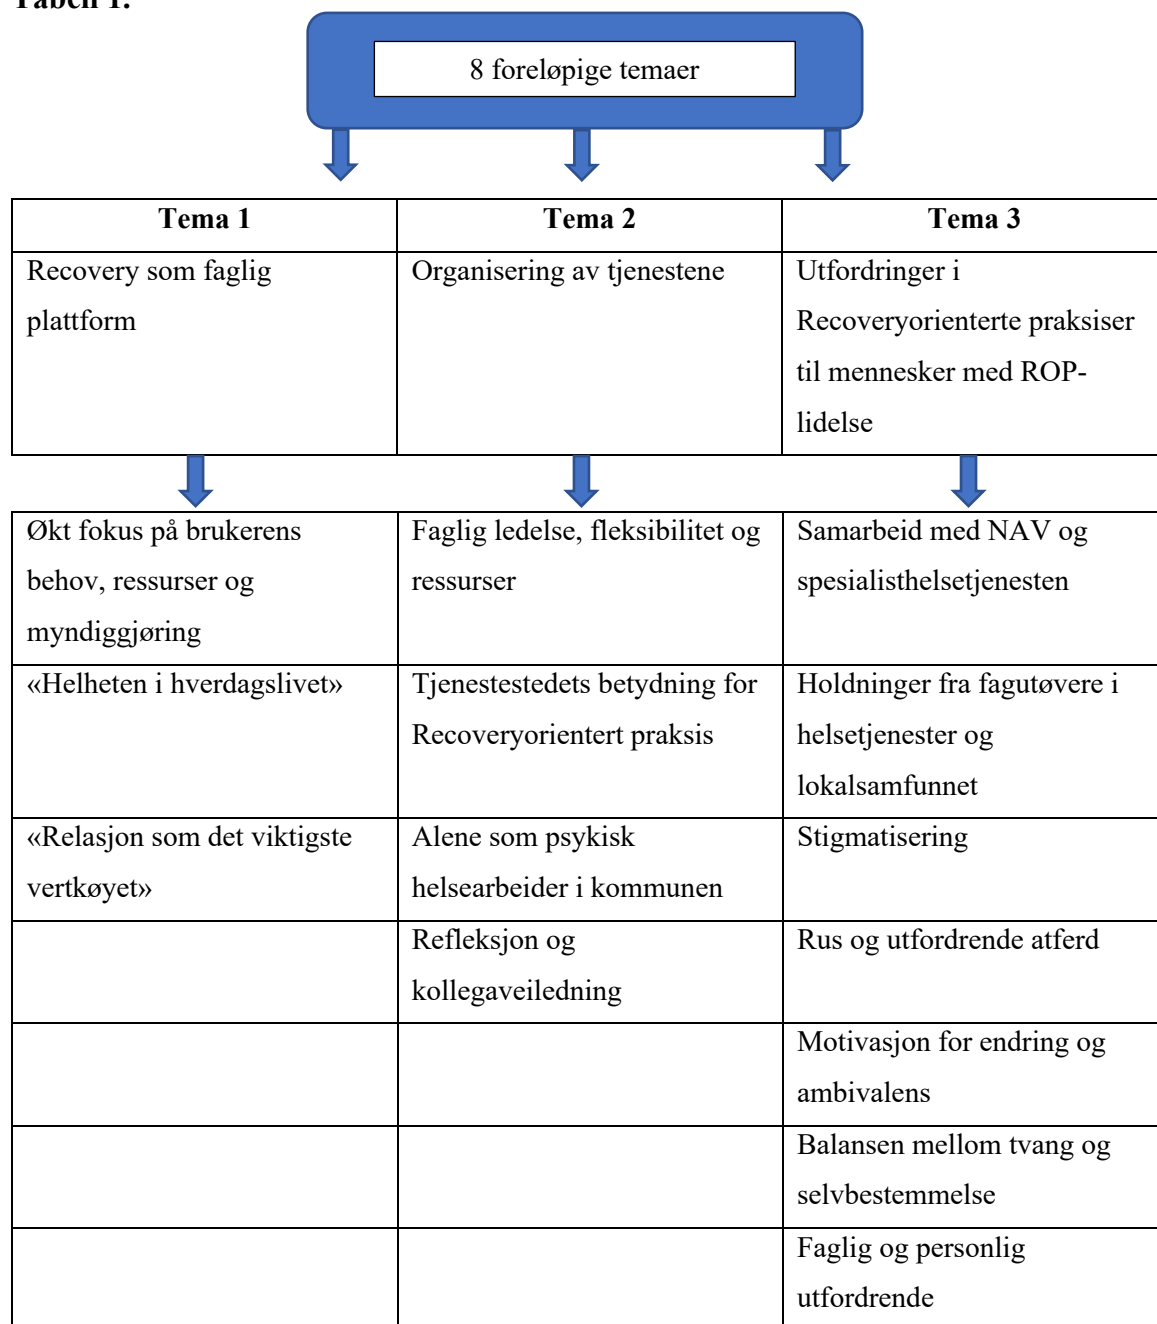 Tabell 1.
8 foreløpige temaer
Tema 1
Tema 2
Tema 3
Recovery som faglig
plattform
Organisering av tjenestene
Utfordringer i
Recoveryorienterte praksiser
til mennesker med ROP-
lidelse
Økt fokus på brukerens
behov, ressurser og
myndiggjøring
Faglig ledelse, fleksibilitet og
ressurser
Samarbeid med NAV og
spesialisthelsetjenesten
«Helheten i hverdagslivet»
Tjenestestedets betydning for
Recoveryorientert praksis
Holdninger fra fagutøvere i
helsetjenester og
lokalsamfunnet
«Relasjon som det viktigste
vertkøyet»
Alene som psykisk
helsearbeider i kommunen
Stigmatisering
Refleksjon og
kollegaveiledning
Rus og utfordrende atferd
Motivasjon for endring og
ambivalens
Balansen mellom tvang og
selvbestemmelse
Faglig og personlig
utfordrende